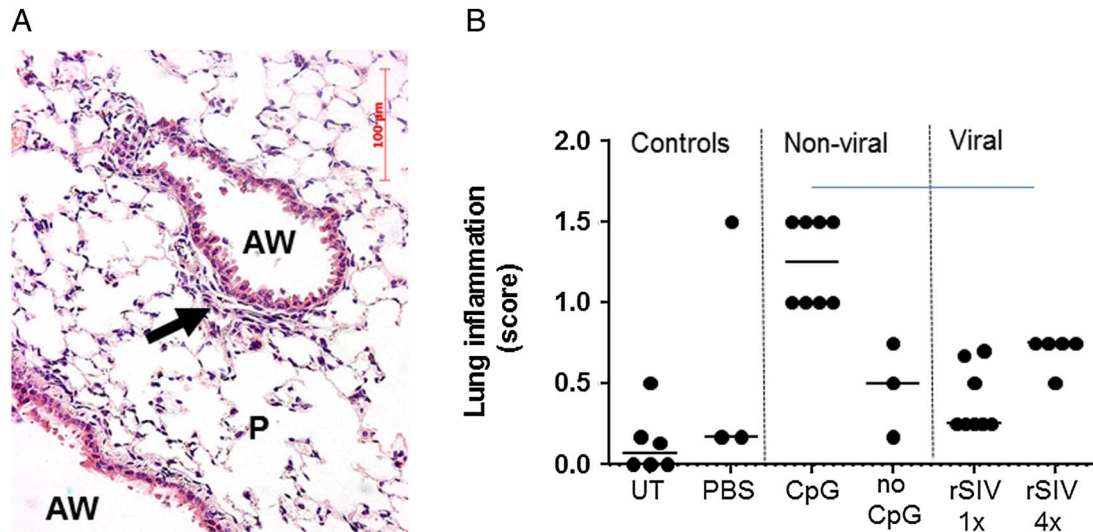 A
B
100 µm
AW
P
AW
Lung inflammation
(score)
Controls Non-viral Viral
2.0
1.5
1.0
0.5
0.0
UT PBS CpG no CpG rSIV 1x rSIV 4x